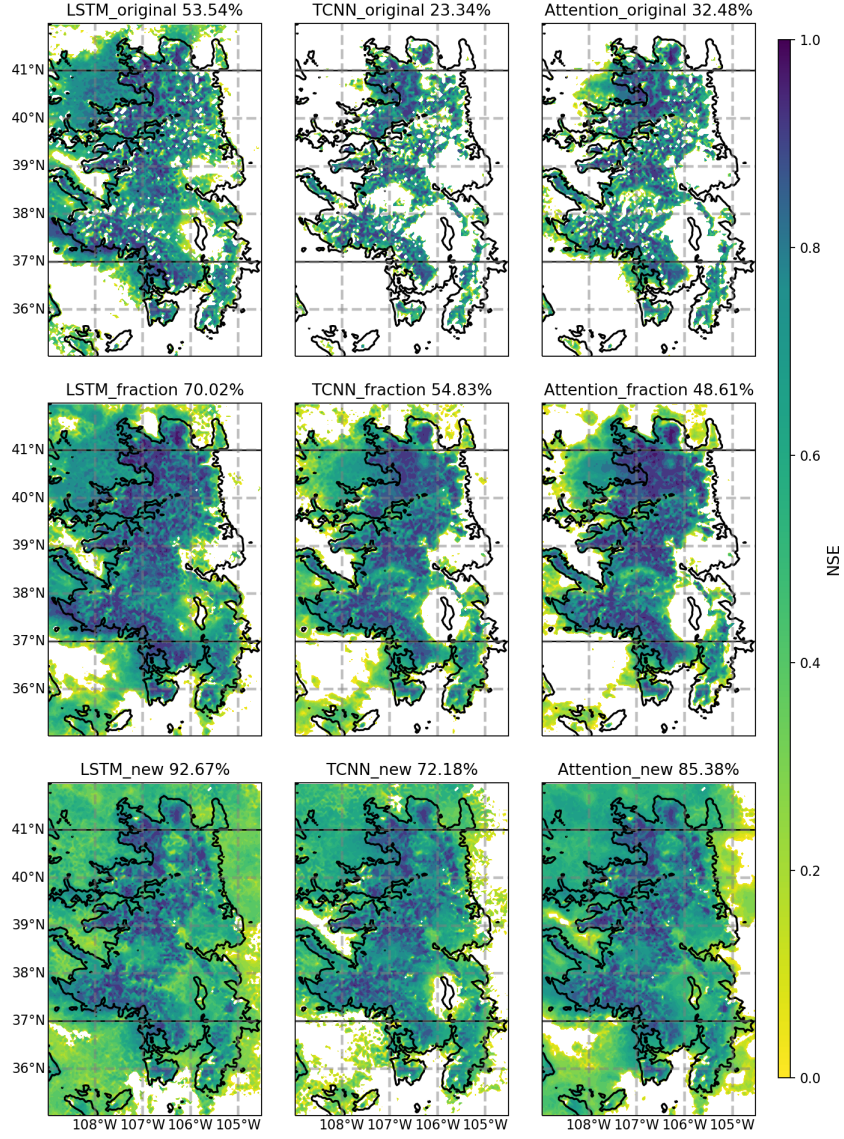 LSTM_original 53.54%
TCNN_original 23.34%
Attention_original 32.48%
41°N
40°N
39°N
38°N
37°N
36°N
LSTM_fraction 70.02%
TCNN_fraction 54.83%
Attention_fraction 48.61%
41°N
40°N
39°N
38°N
37°N
36°N
LSTM_new 92.67%
TCNN_new 72.18%
Attention_new 85.38%
41°N
40°N
39°N
38°N
37°N
36°N
108°W 107°W 106°W 105°W
108°W 107°W 106°W 105°W
108°W 107°W 106°W 105°W
1.0
0.8
0.6
0.4
0.2
0.0
NSE